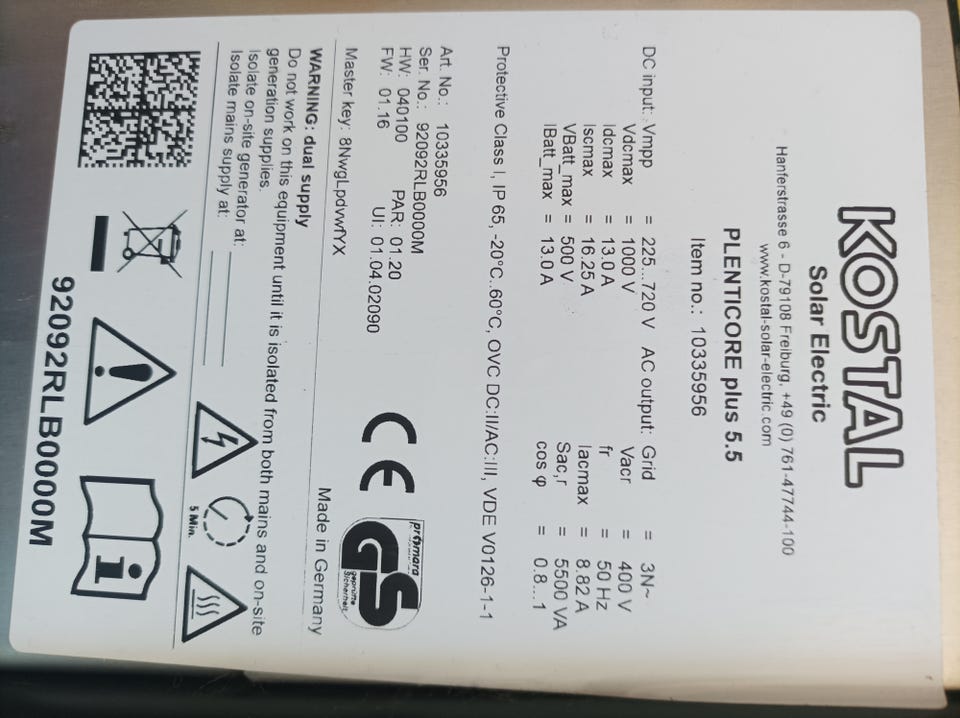 KOSTAL
Solar Electric
Hanferstrasse 6 - D-79108 Freiburg, +49 (0) 761-47744-100
www.kostal-solar-electric.com
PLENTICORE plus 5.5
Item no.: 10335956
DC input: Vmpp = 225...720 V AC output: Grid = 3N~
Vdcmax = 1000 V Vacr = 400 V
Idcmax = 13.0 A fr = 50 Hz
Iscmax = 16.25 A Iacmax = 8.82 A
VBatt_max = 500 V Sac,r = 5500 VA
IBatt_max = 13.0 A cos φ = 0.8...1
Protective Class I, IP 65, -20°C...60°C, OVC DC:II/AC:III, VDE V0126-1-1
Art. No.: 10335956
Ser. No.: 92092RLB0000M
HW: 040100 PAR: 01.20
FW: 01.16 UI: 01.04.02090
CE
primara
GS
geprüfte
Sicherheit
Master key: 8NvvgLpdvwfYX
Made in Germany
WARNING: dual supply
Do not work on this equipment until it is isolated from both mains and on-site
generation supplies.
Isolate on-site generator at:
Isolate mains supply at:
5 Min.
92092RLB0000M